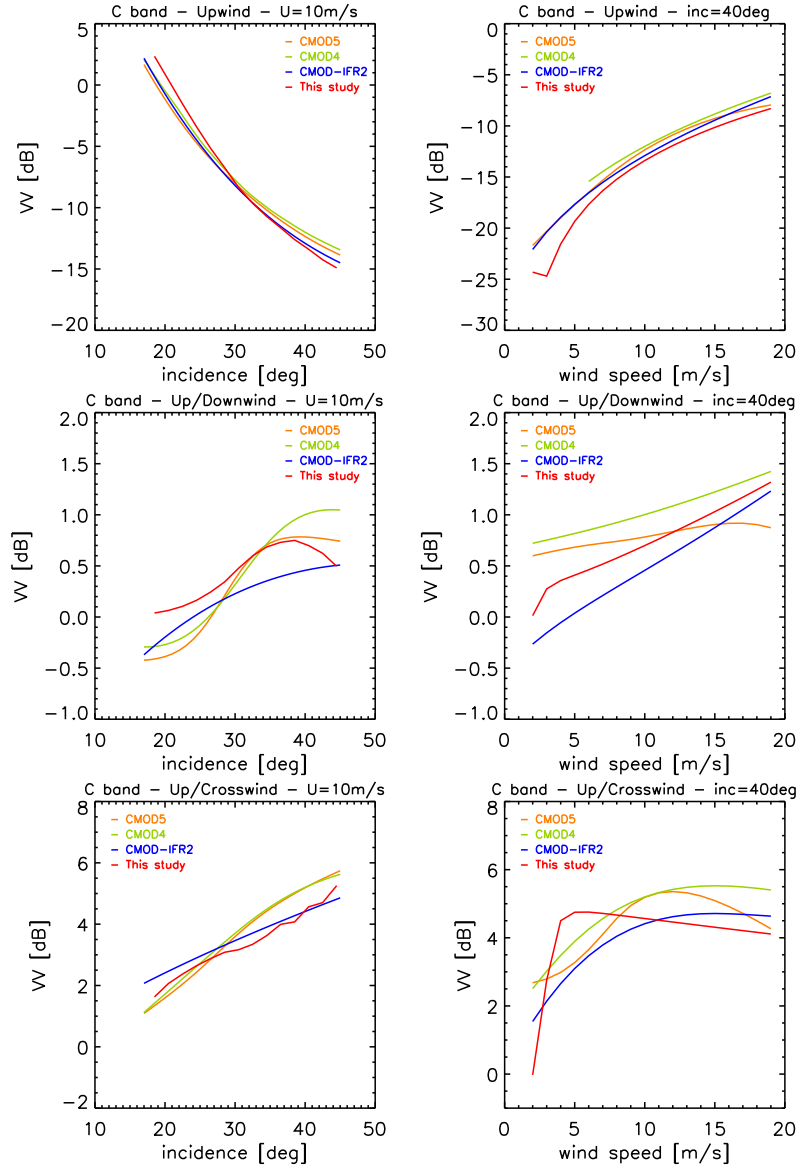 C band – Upwind – U=10m/s
5
0
−5
−10
−15
−20
VV [dB]
CMOD5
CMOD4
CMOD−IFR2
This study
10 20 30 40 50
incidence [deg]
C band – Upwind – inc=40deg
0
−5
−10
−15
−20
−25
−30
VV [dB]
CMOD5
CMOD4
CMOD−IFR2
This study
0 5 10 15 20
wind speed [m/s]
C band – Up/Downwind – U=10m/s
2.0
1.5
1.0
0.5
0.0
−0.5
−1.0
VV [dB]
CMOD5
CMOD4
CMOD−IFR2
This study
10 20 30 40 50
incidence [deg]
C band – Up/Downwind – inc=40deg
2.0
1.5
1.0
0.5
0.0
−0.5
−1.0
VV [dB]
CMOD5
CMOD4
CMOD−IFR2
This study
0 5 10 15 20
wind speed [m/s]
C band – Up/Crosswind – U=10m/s
8
6
4
2
0
−2
VV [dB]
CMOD5
CMOD4
CMOD−IFR2
This study
10 20 30 40 50
incidence [deg]
C band – Up/Crosswind – inc=40deg
8
6
4
2
0
VV [dB]
CMOD5
CMOD4
CMOD−IFR2
This study
0 5 10 15 20
wind speed [m/s]